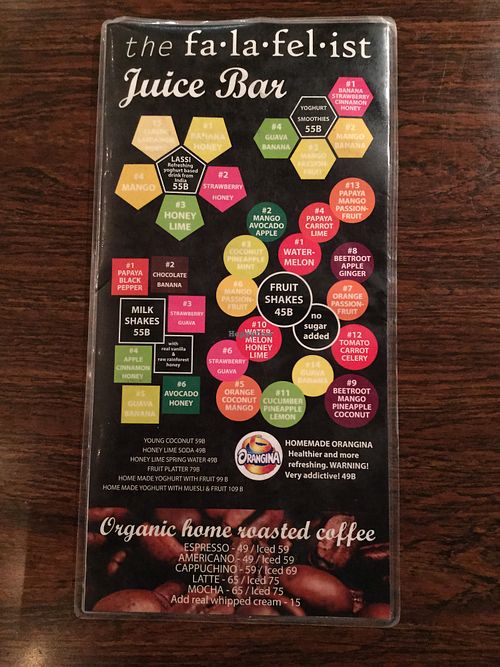 the fa·la·fel·ist
Juice Bar
YOGHURT
SMOOTHIES
55B
#1
BANANA
STRAWBERRY
CINNAMON
HONEY
#2
MANGO
BANANA
#3
MANGO
PASSION
FRUIT
#4
GUAVA
BANANA
LASSI
Refreshing
yoghurt based
drink from
India
55B
#1
BANANA
HONEY
#2
STRAWBERRY
HONEY
#3
HONEY
LIME
#4
MANGO
HONEY
FRUIT
SHAKES
45B
no
sugar
added
#1
WATER-
MELON
#2
MANGO
AVOCADO
APPLE
#3
COCONUT
PINEAPPLE
MINT
#4
PAPAYA
CARROT
LIME
#5
ORANGE
COCONUT
MANGO
#6
MANGO
PASSION-
FRUIT
#6
STRAWBERRY
GUAVA
#7
ORANGE
PASSION-
FRUIT
#8
BEETROOT
APPLE
GINGER
#9
BEETROOT
MANGO
PINEAPPLE
COCONUT
#10
WATER-
MELON
HONEY
LIME
#11
CUCUMBER
PINEAPPLE
LEMON
#12
TOMATO
CARROT
CELERY
#13
PAPAYA
MANGO
PASSION-
FRUIT
#14
GUAVA
BANANA
MILK
SHAKES
55B
with
real vanilla &
raw rainforest
honey
#1
PAPAYA
BLACK
PEPPER
#2
CHOCOLATE
BANANA
#3
STRAWBERRY
GUAVA
#4
APPLE
CINNAMON
HONEY
#5
GUAVA
BANANA
#6
AVOCADO
HONEY
YOUNG COCONUT 59B
HONEY LIME SODA 49B
HONEY LIME SPRING WATER 49B
FRUIT PLATTER 79B
HOME MADE YOGHURT WITH FRUIT 99 B
HOME MADE YOGHURT WITH MUESLI & FRUIT 109 B
ORANGINA
HOMEMADE ORANGINA
Healthier and more
refreshing. WARNING!
Very addictive! 49B
Organic home roasted coffee
ESPRESSO - 49 / Iced 59
AMERICANO - 49 / Iced 59
CAPPUCHINO - 59 / Iced 69
LATTE - 65 / Iced 75
MOCHA - 65 / Iced 75
Add real whipped cream - 15